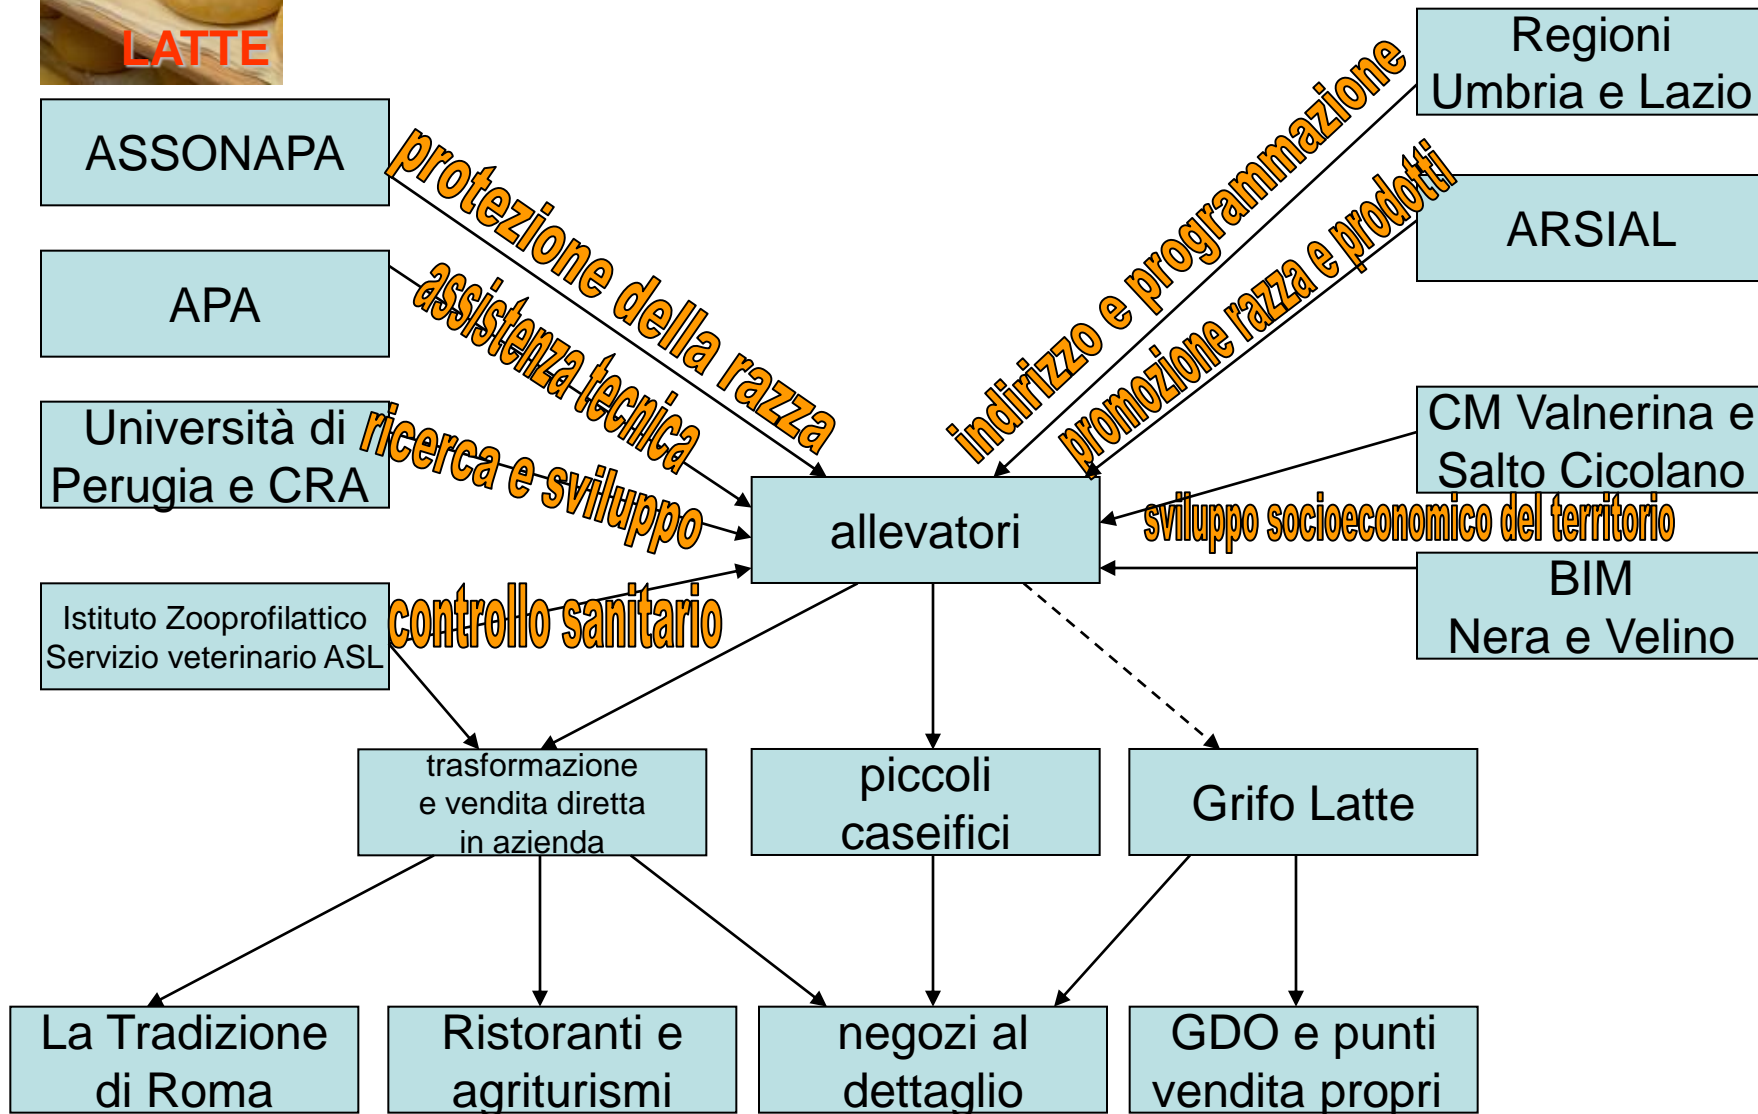 LATTE
Regioni
Umbria e Lazio
ASSONAPA
protezione della razza
indirizzo e programmazione
promozione razza e prodotti
ARSIAL
APA
assistenza tecnica
Università di
Perugia e CRA
ricerca e sviluppo
CM Valnerina e
Salto Cicolano
allevatori
sviluppo socioeconomico del territorio
BIM
Nera e Velino
Istituto Zooprofilattico
Servizio veterinario ASL
controllo sanitario
trasformazione
e vendita diretta
in azienda
piccoli
caseifici
Grifo Latte
La Tradizione
di Roma
Ristoranti e
agriturismi
negozi al
dettaglio
GDO e punti
vendita propri